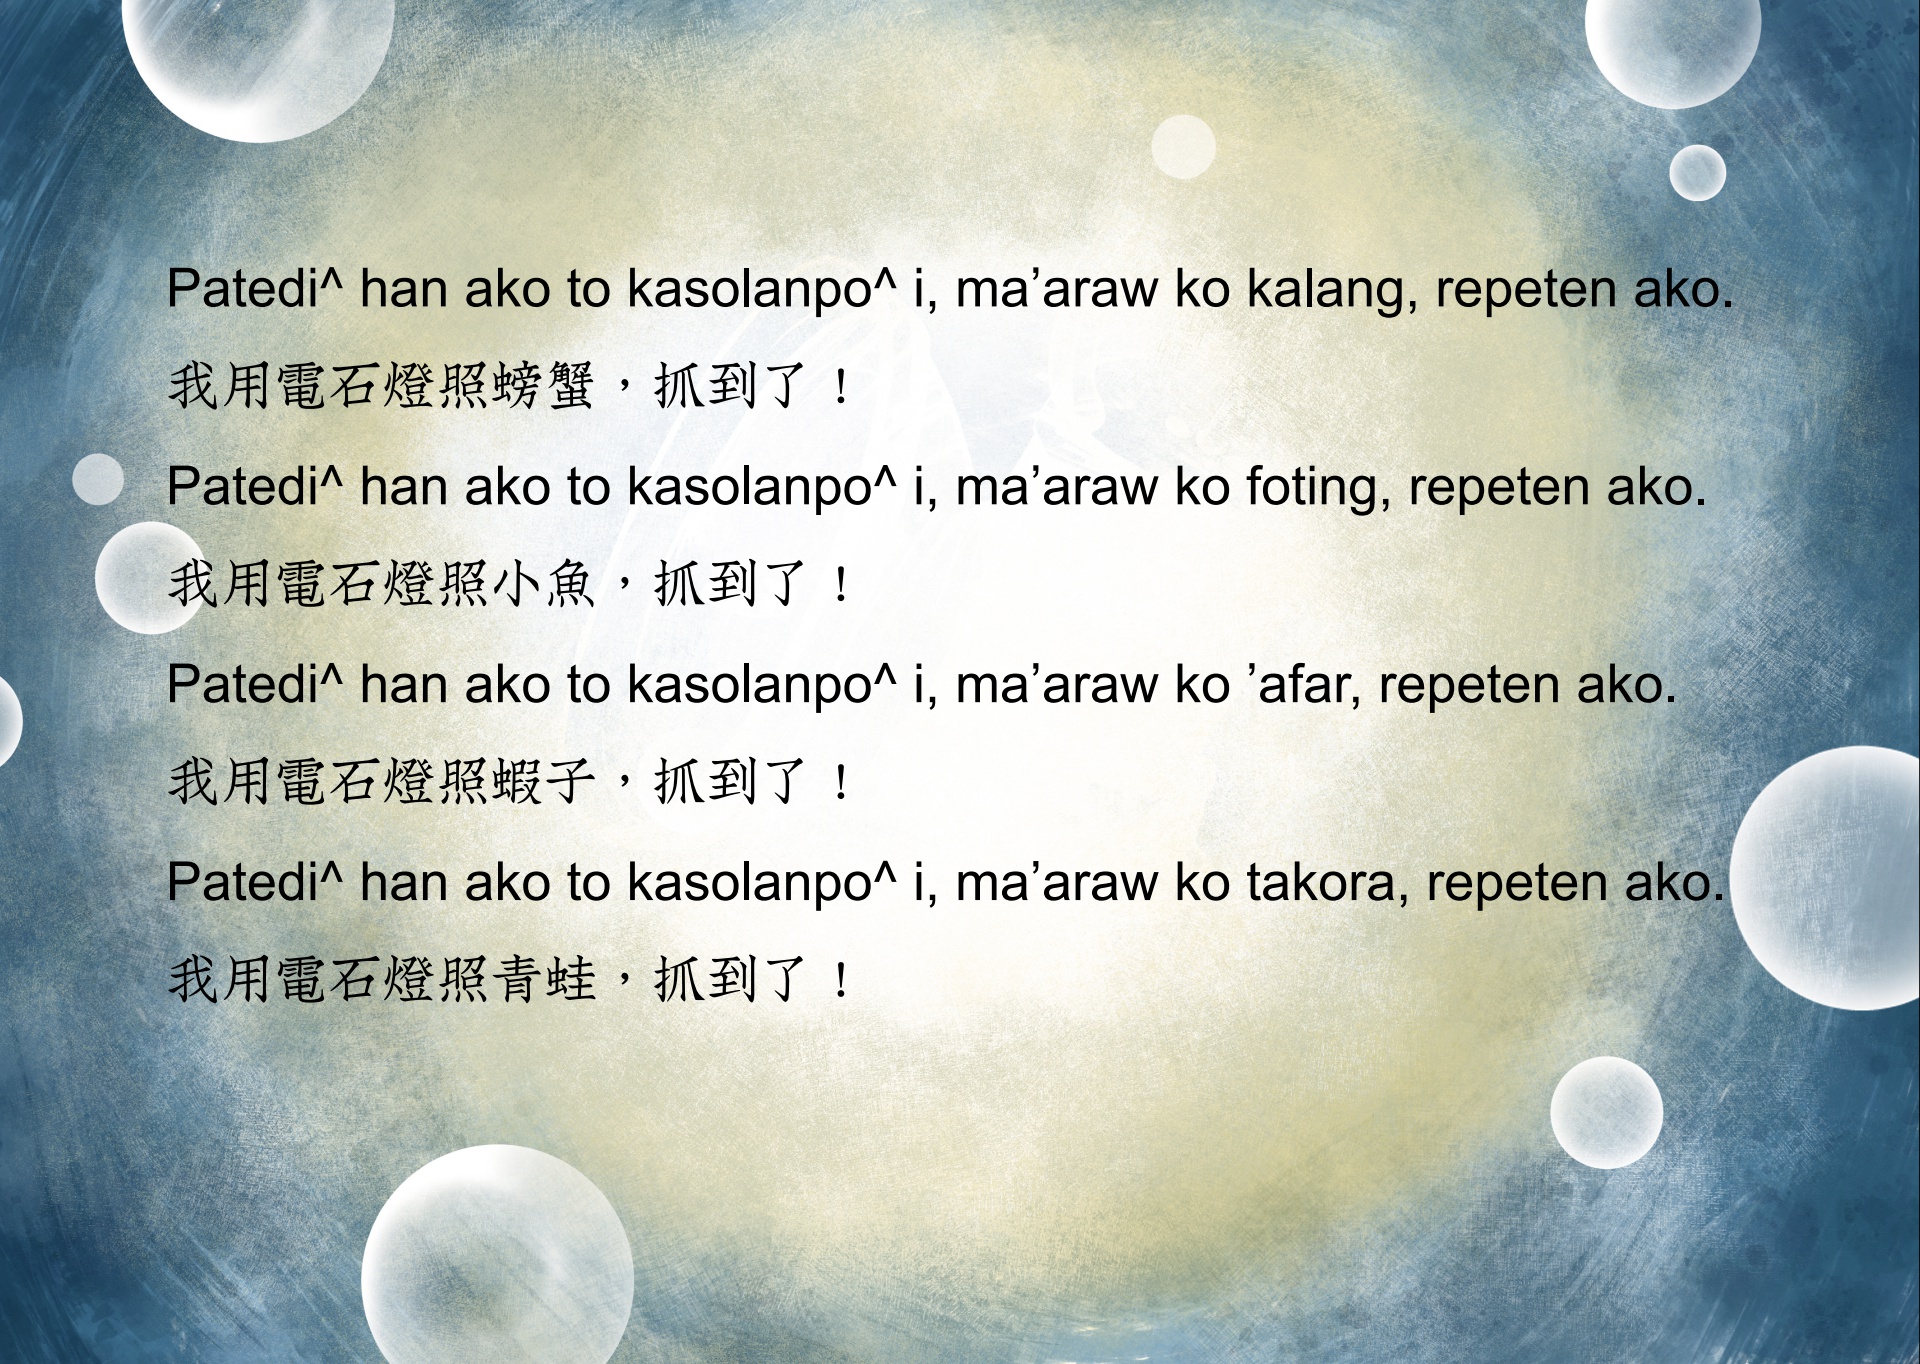 Patedi^ han ako to kasolanpo^ i, ma’araw ko kalang, repeten ako.
我用電石燈照螃蟹，抓到了！
Patedi^ han ako to kasolanpo^ i, ma’araw ko foting, repeten ako.
我用電石燈照小魚，抓到了！
Patedi^ han ako to kasolanpo^ i, ma’araw ko ’afar, repeten ako.
我用電石燈照蝦子，抓到了！
Patedi^ han ako to kasolanpo^ i, ma’araw ko takora, repeten ako.
我用電石燈照青蛙，抓到了！